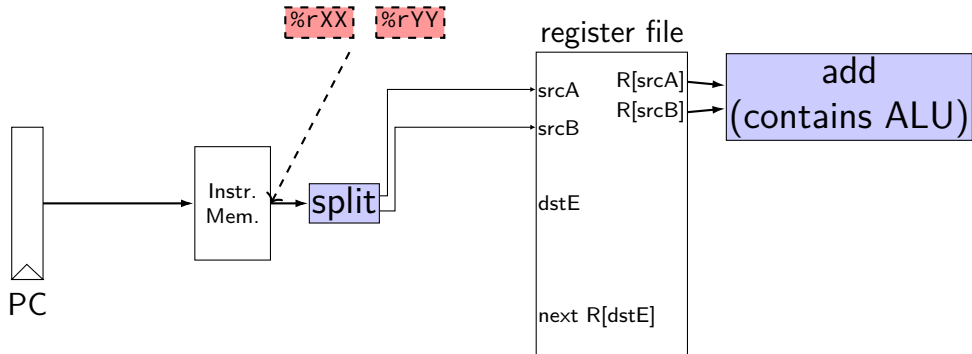 %rXX %rYY
register file
srcA
srcB
dstE
next R[dstE]
R[srcA]
R[srcB]
add
(contains ALU)
Instr.
Mem.
split
PC